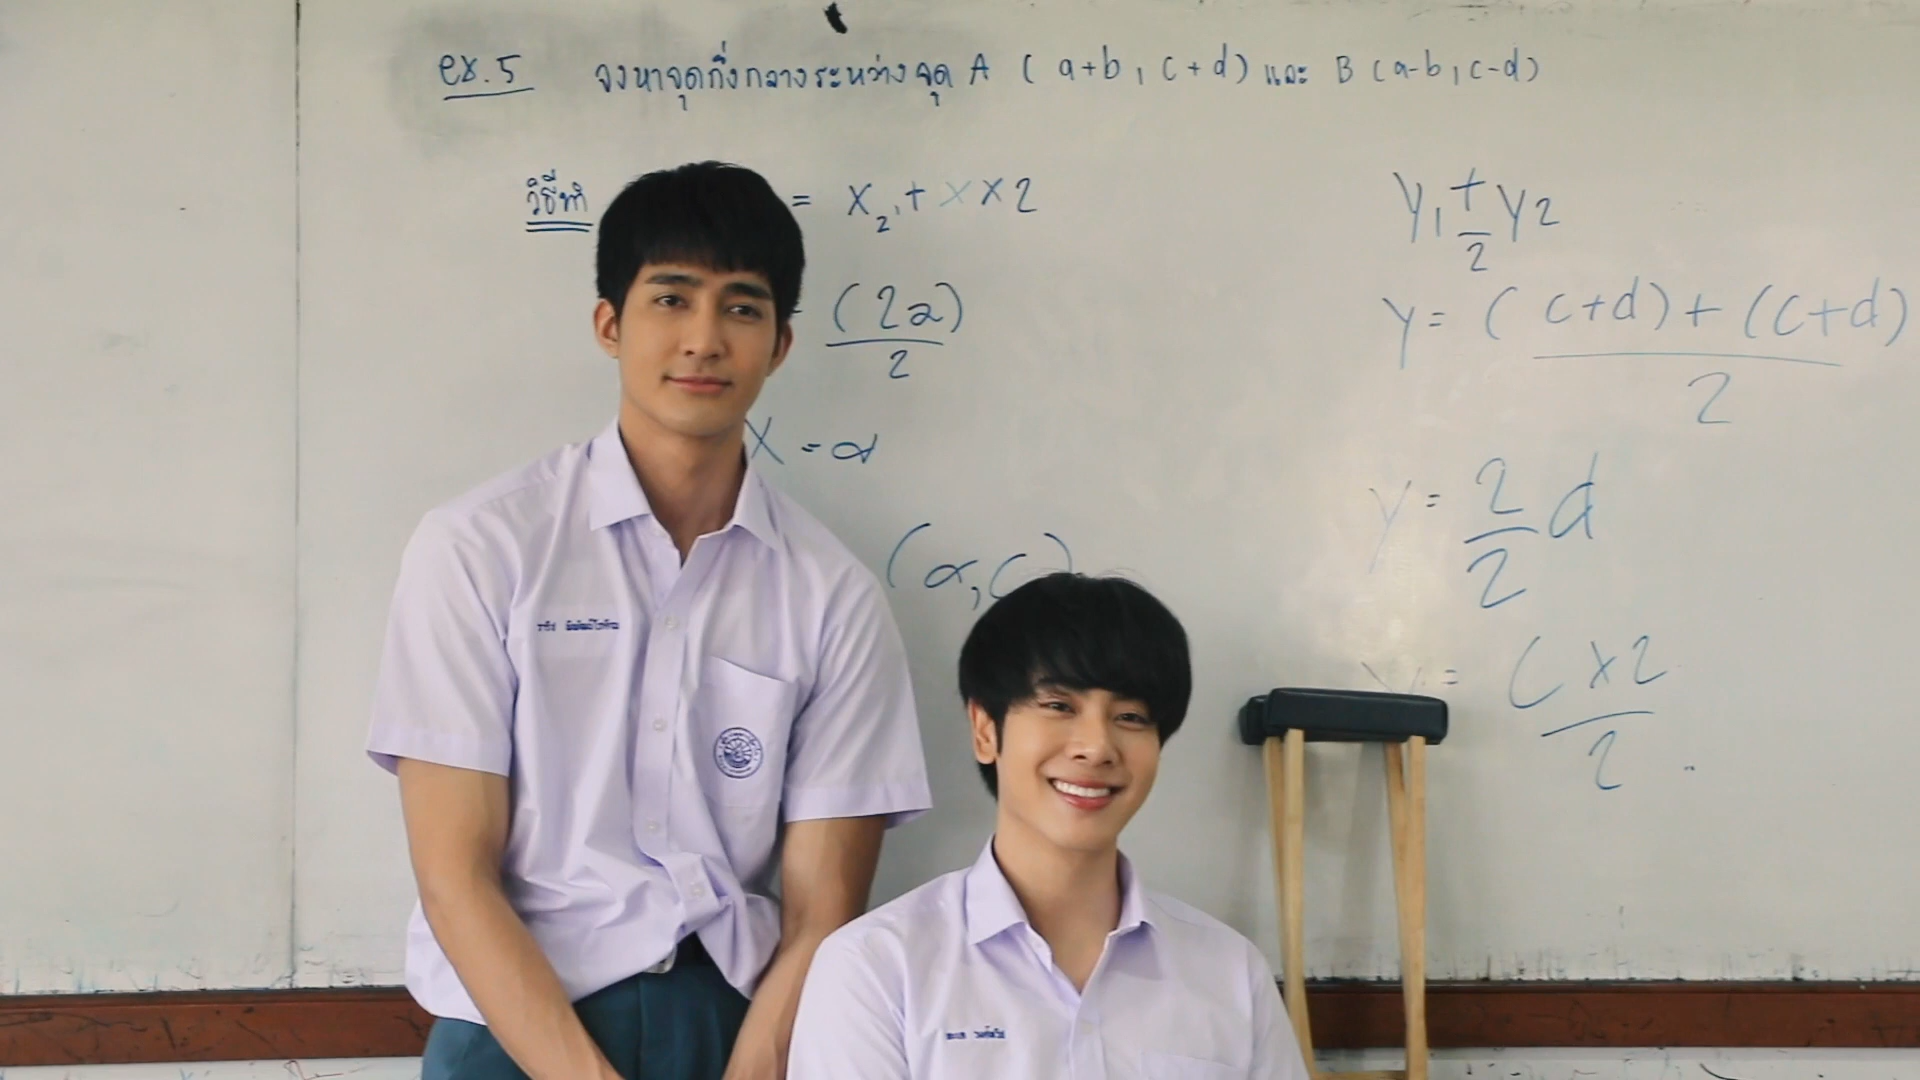 ex.5 จงหาจุดกึ่งกลางระหว่างจุด A (a+b, c+d) และ B (a-b, c-d)
วิธีทำ = x₂,+ x x 2
(2a)
2
x = a
(a,c)
y₁ + y₂
2
y = (c+d)+(c+d)
2
y = 2 d
2
= c x 2
2